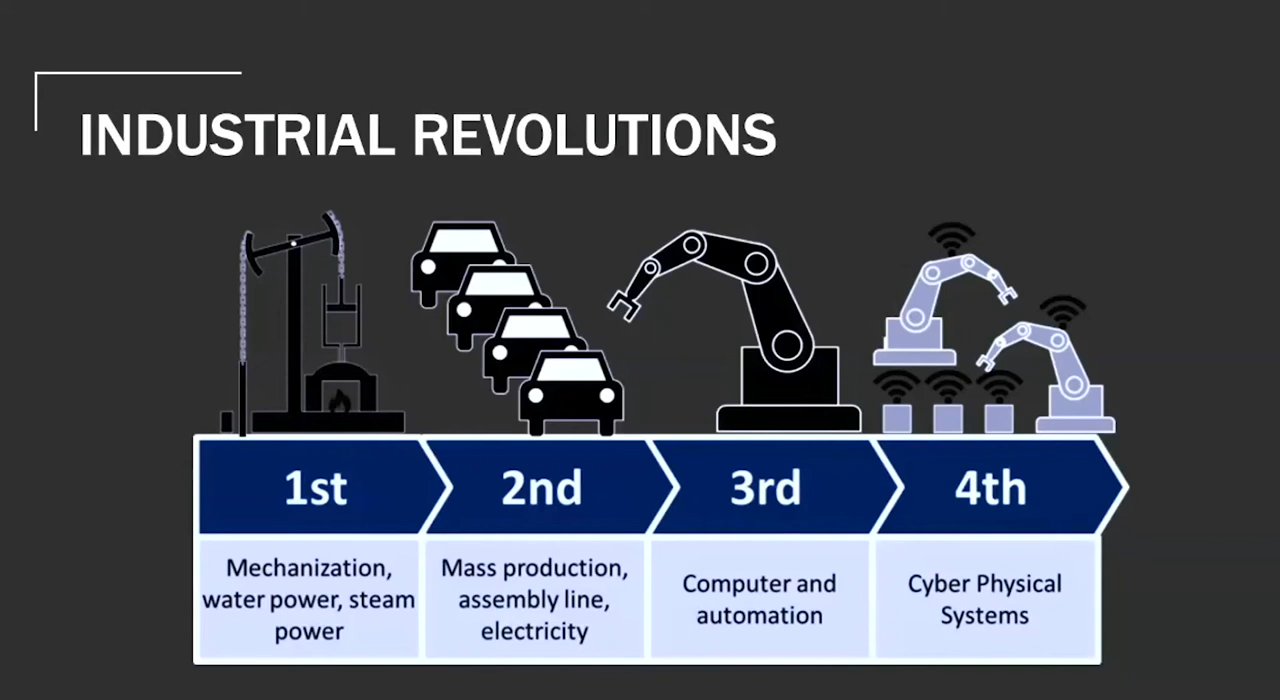 INDUSTRIAL REVOLUTIONS
1st
2nd
3rd
4th
Mechanization,
water power, steam
power
Mass production,
assembly line,
electricity
Computer and
automation
Cyber Physical
Systems